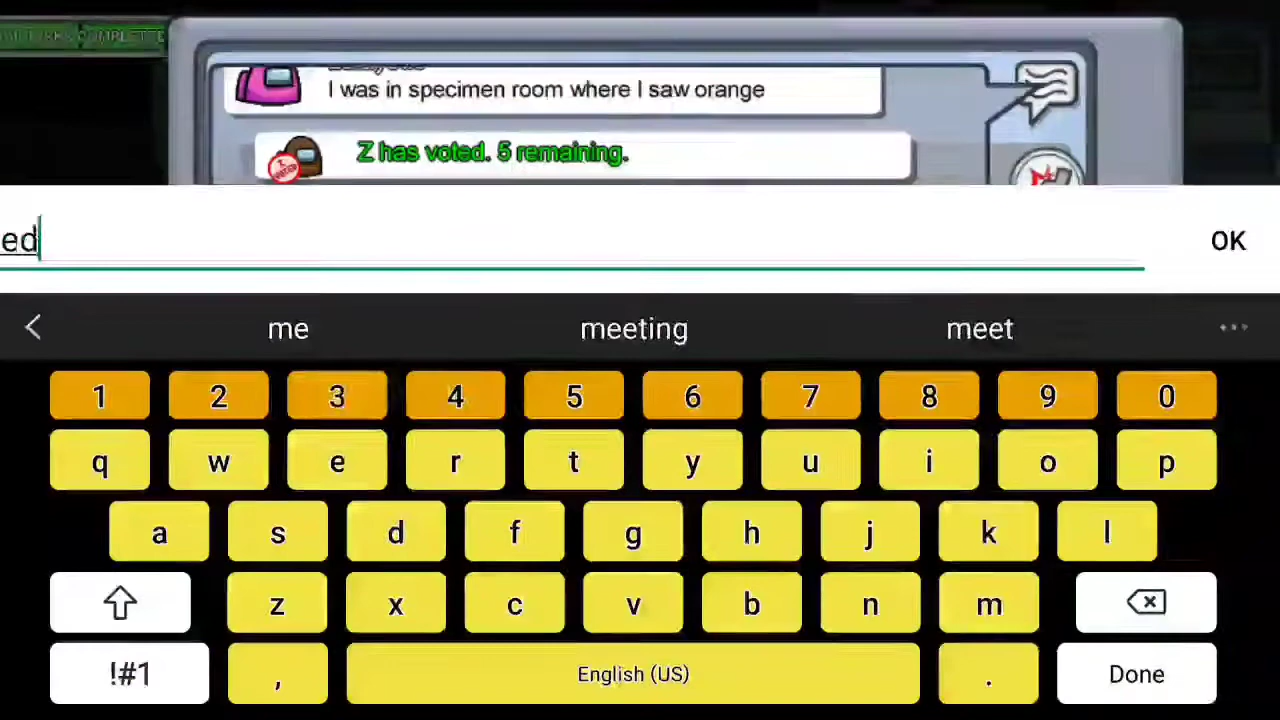 I was in specimen room where I saw orange
Z has voted. 5 remaining.
ed
OK
me meeting meet
1 2 3 4 5 6 7 8 9 0
q w e r t y u i o p
a s d f g h j k l
z x c v b n m
!#1 , English (US) . Done